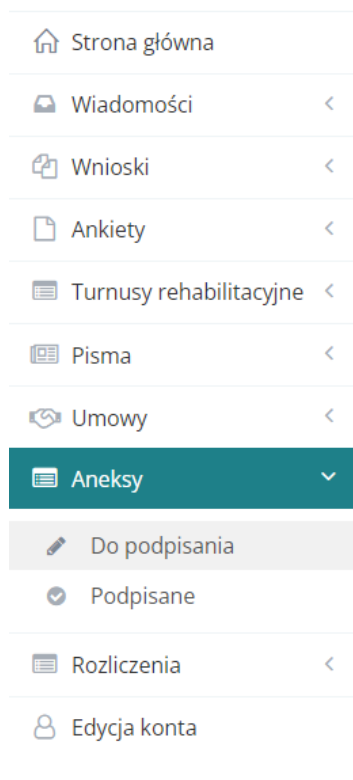 Strona główna
Wiadomości
Wnioski
Ankiety
Turnusy rehabilitacyjne
Pisma
Umowy
Aneksy
Do podpisania
Podpisane
Rozliczenia
Edycja konta